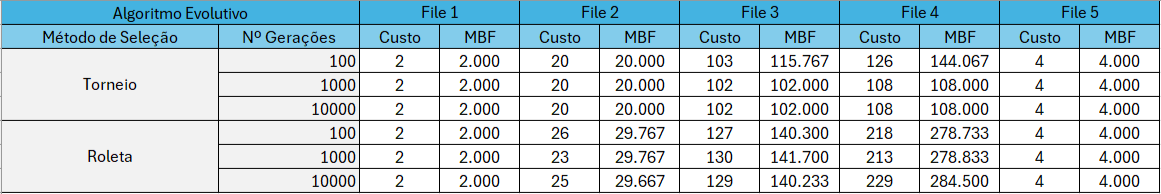 Algoritmo Evolutivo File 1 File 2 File 3 File 4 File 5
Método de Seleção Nº Gerações Custo MBF Custo MBF Custo MBF Custo MBF Custo MBF
100 2 2.000 20 20.000 103 115.767 126 144.067 4 4.000
Torneio 1000 2 2.000 20 20.000 102 102.000 108 108.000 4 4.000
10000 2 2.000 20 20.000 102 102.000 108 108.000 4 4.000
100 2 2.000 26 29.767 127 140.300 218 278.733 4 4.000
Roleta 1000 2 2.000 23 29.767 130 141.700 213 278.833 4 4.000
10000 2 2.000 25 29.667 129 140.233 229 284.500 4 4.000